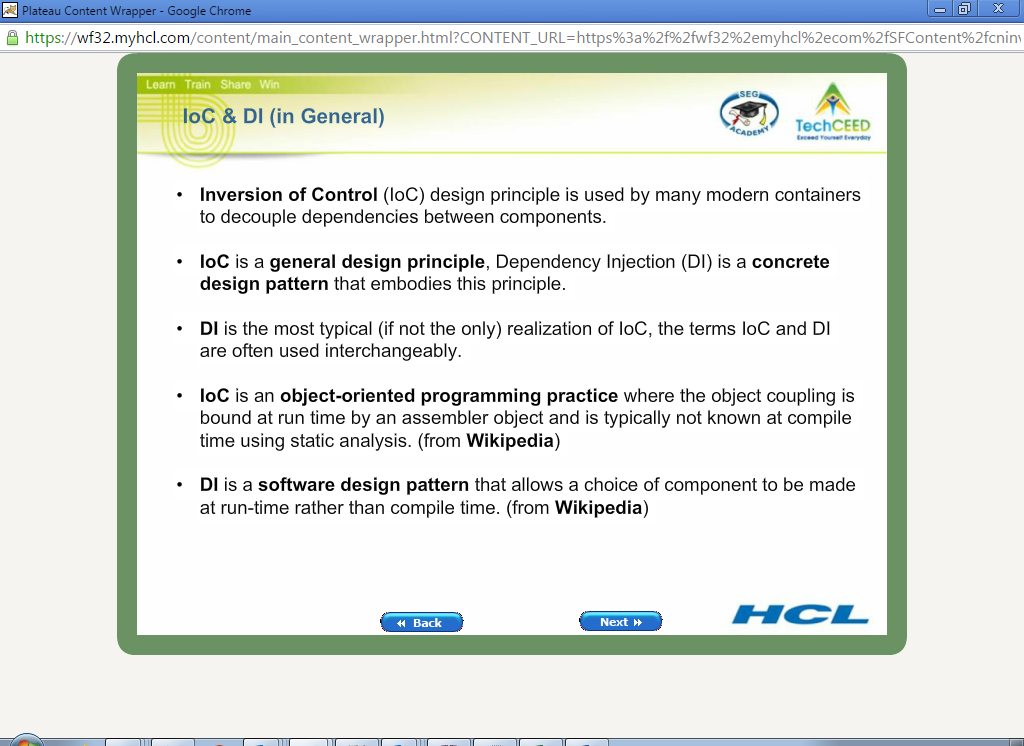 Plateau Content Wrapper - Google Chrome
https://wf32.myhcl.com/content/main_content_wrapper.html?CONTENT_URL=https%3a%2f%2fwf32%2emyhcl%2ecom%2fSFContent%2fcninv
Learn Train Share Win
IoC & DI (in General)
SEG
ACADEMY
TechCEED
Exceed Yourself Everyday
• Inversion of Control (IoC) design principle is used by many modern containers
to decouple dependencies between components.
• IoC is a general design principle, Dependency Injection (DI) is a concrete
design pattern that embodies this principle.
• DI is the most typical (if not the only) realization of IoC, the terms IoC and DI
are often used interchangeably.
• IoC is an object-oriented programming practice where the object coupling is
bound at run time by an assembler object and is typically not known at compile
time using static analysis. (from Wikipedia)
• DI is a software design pattern that allows a choice of component to be made
at run-time rather than compile time. (from Wikipedia)
Back
Next
HCL